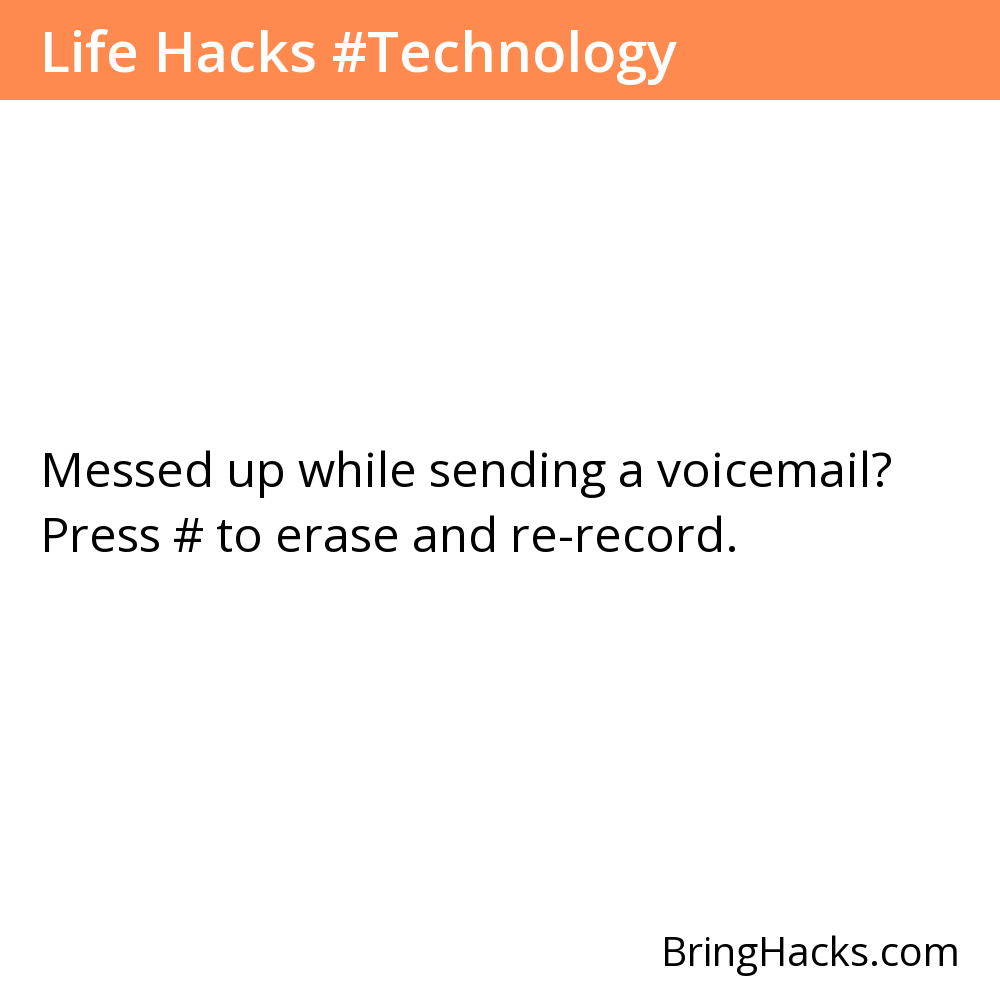 Life Hacks #Technology
Messed up while sending a voicemail?
Press # to erase and re-record.
BringHacks.com